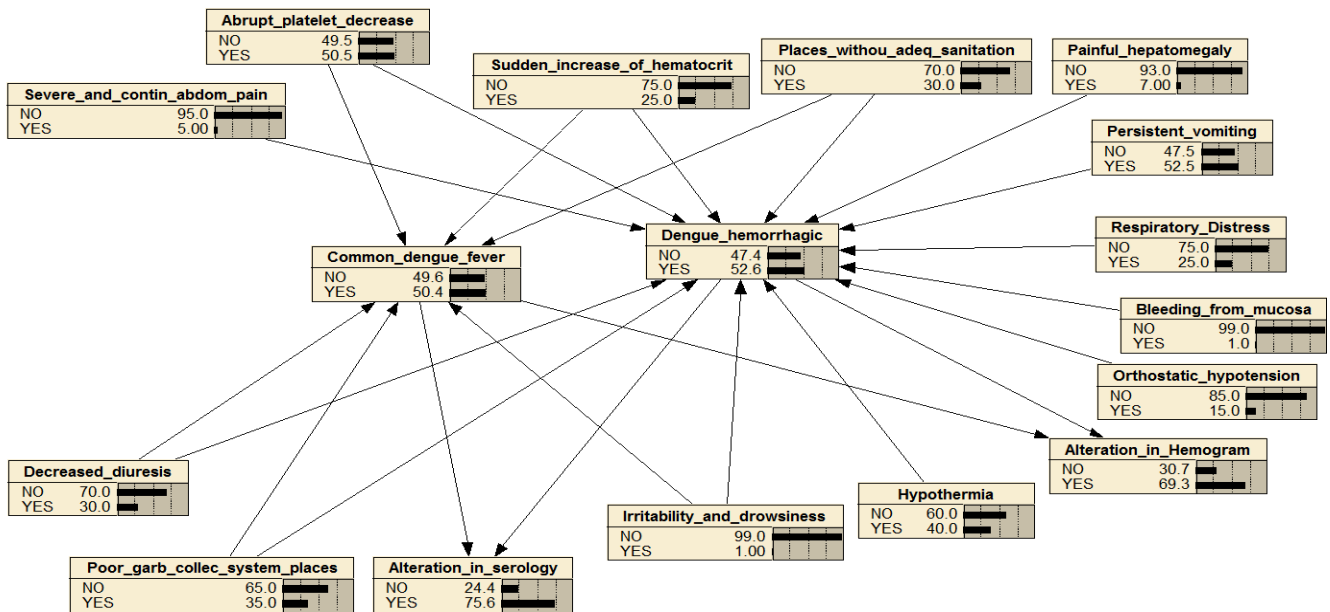 Abrupt_platelet_decrease
NO 49.5
YES 50.5
Sudden_increase_of_hematocrit
NO 75.0
YES 25.0
Places_withou_adeq_sanitation
NO 70.0
YES 30.0
Painful_hepatomegaly
NO 93.0
YES 7.00
Severe_and_contin_abdom_pain
NO 95.0
YES 5.00
Persistent_vomiting
NO 47.5
YES 52.5
Dengue_hemorrhagic
NO 47.4
YES 52.6
Respiratory_Distress
NO 75.0
YES 25.0
Common_dengue_fever
NO 49.6
YES 50.4
Bleeding_from_mucosa
NO 99.0
YES 1.0
Orthostatic_hypotension
NO 85.0
YES 15.0
Alteration_in_Hemogram
NO 30.7
YES 69.3
Decreased_diuresis
NO 70.0
YES 30.0
Hypothermia
NO 60.0
YES 40.0
Irritability_and_drowsiness
NO 99.0
YES 1.00
Poor_garb_collec_system_places
NO 65.0
YES 35.0
Alteration_in_serology
NO 24.4
YES 75.6